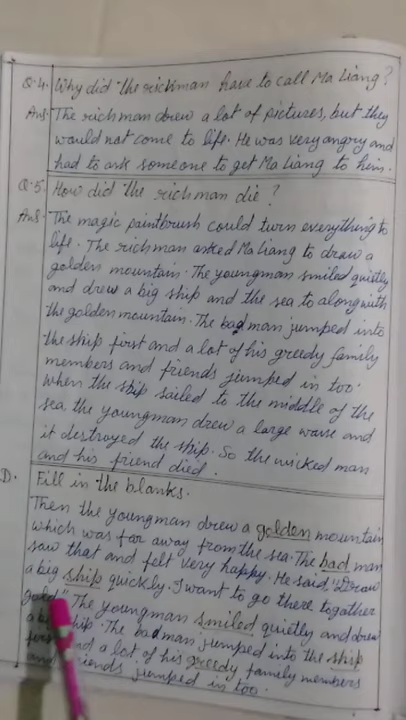 Q.4. Why did the richman have to call Ma Liang?
Ans. The richman drew a lot of pictures, but they
would not come to life. He was very angry and
had to ask someone to get Ma Liang to him.
Q.5. How did the richman die?
Ans. The magic paintbrush could turn everything to
life. The richman asked Ma Liang to draw a
golden mountain. The youngman smiled quietly
and drew a big ship and the sea to along with
the golden mountain. The bad man jumped into
the ship first and a lot of his greedy family
members and friends jumped in too.
When the ship sailed to the middle of the
sea, the youngman drew a large wave and
it destroyed the ship. So the wicked man
and his friend died.
D. Fill in the blanks.
Then the youngman drew a golden mountain
which was far away from the sea. The bad man
saw that and felt very happy. He said, "Draw
a big ship quickly. I want to go there togather
gold". The youngman smiled quietly and drew
a ship. The badman jumped into the ship
and a lot of his greedy family members
friends jumped in too.